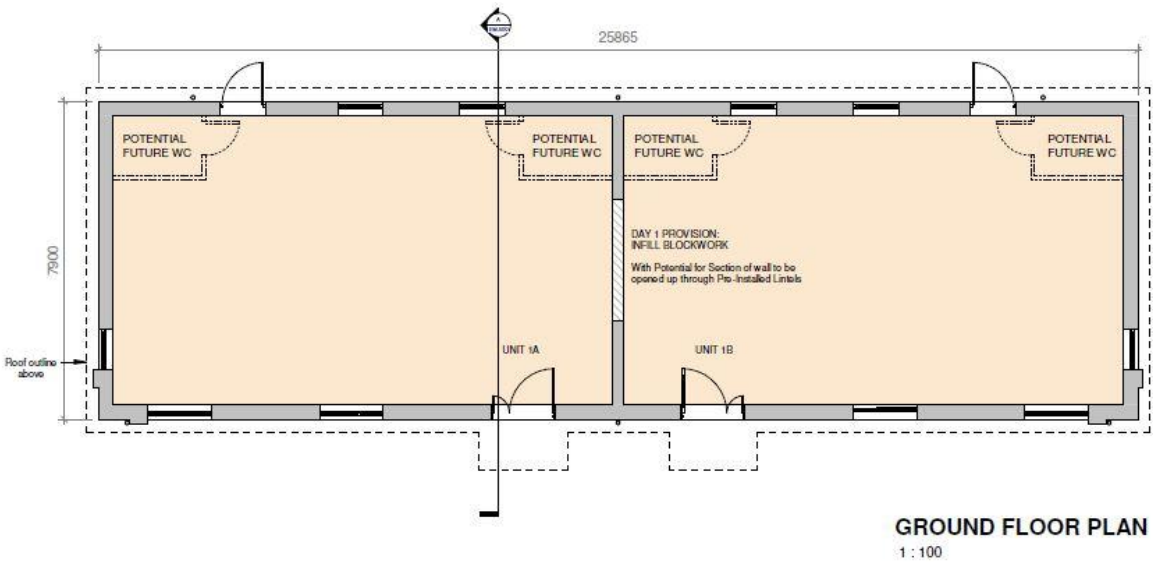 A
25865
POTENTIAL
FUTURE WC
POTENTIAL
FUTURE WC
POTENTIAL
FUTURE WC
POTENTIAL
FUTURE WC
7900
DAY 1 PROVISION:
INFILL BLOCKWORK
With Potential for Section of wall to be
opened up through Pre-Installed Lintels
Roof outline
above
UNIT 1A
UNIT 1B
GROUND FLOOR PLAN
1 : 100